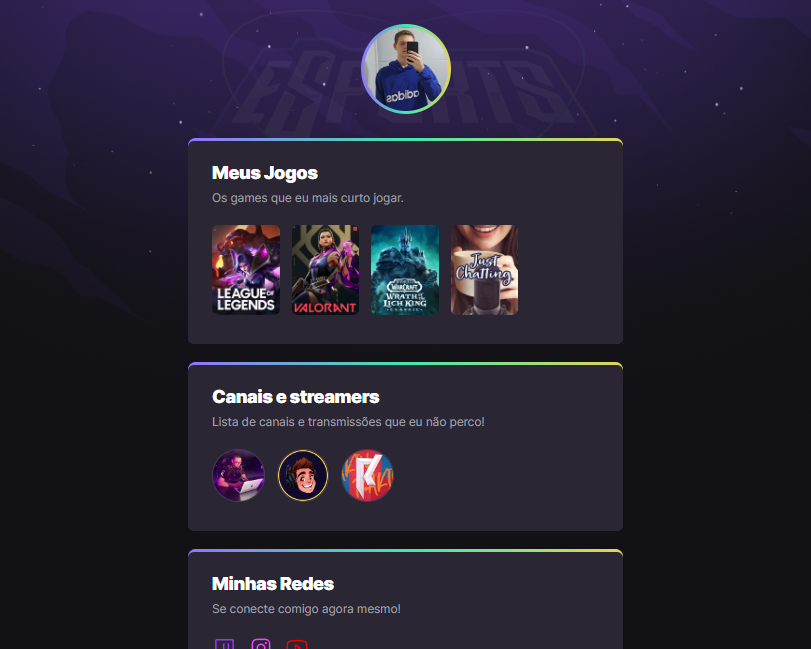 ESPORTS
adidas
Meus Jogos
Os games que eu mais curto jogar.
LEAGUE OF
LEGENDS
VALORANT
WARCRAFT
WRATH OF THE
LICH KING
CLASSIC
Just
Chatting
Canais e streamers
Lista de canais e transmissões que eu não perco!
Minhas Redes
Se conecte comigo agora mesmo!